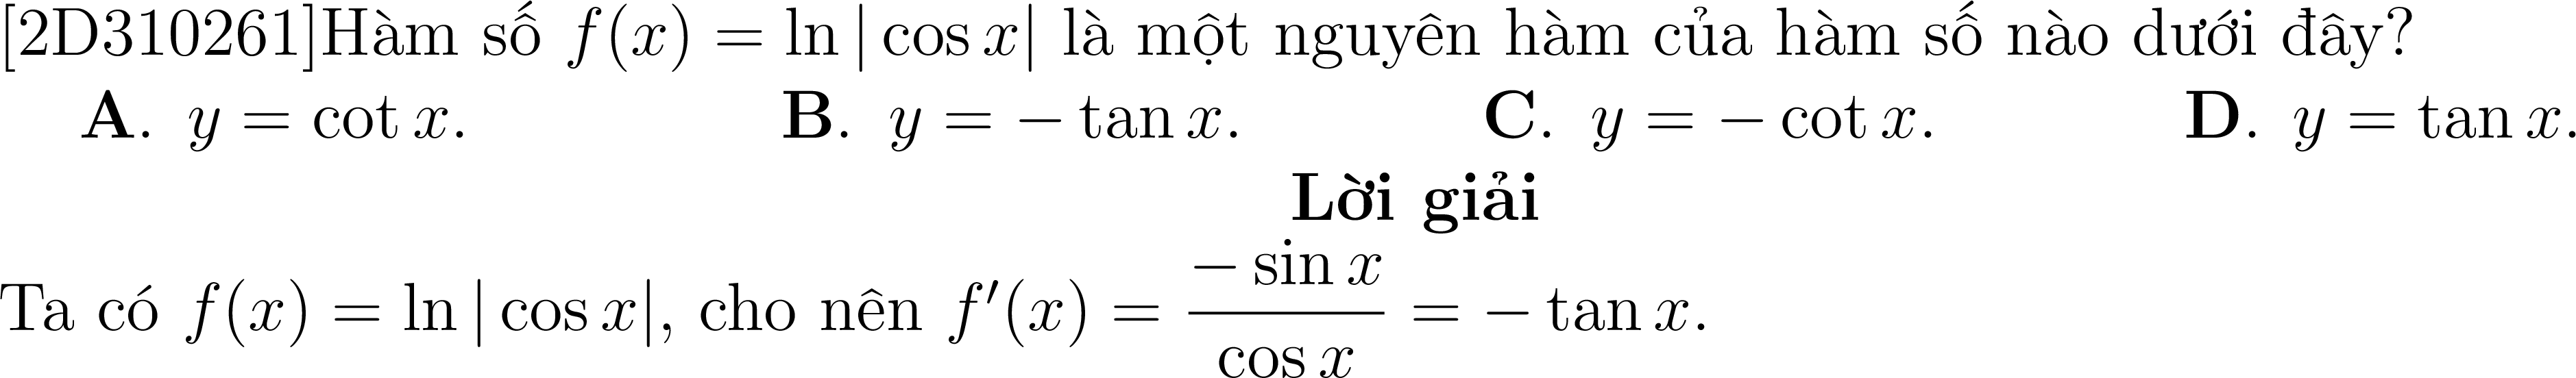 [2D310261]Hàm số f(x) = ln | cos x| là một nguyên hàm của hàm số nào dưới đây?
A. y = cot x. B. y = − tan x. C. y = − cot x. D. y = tan x.
Lời giải
Ta có f(x) = ln | cos x|, cho nên f′(x) = \frac{− sin x}{cos x} = − tan x.